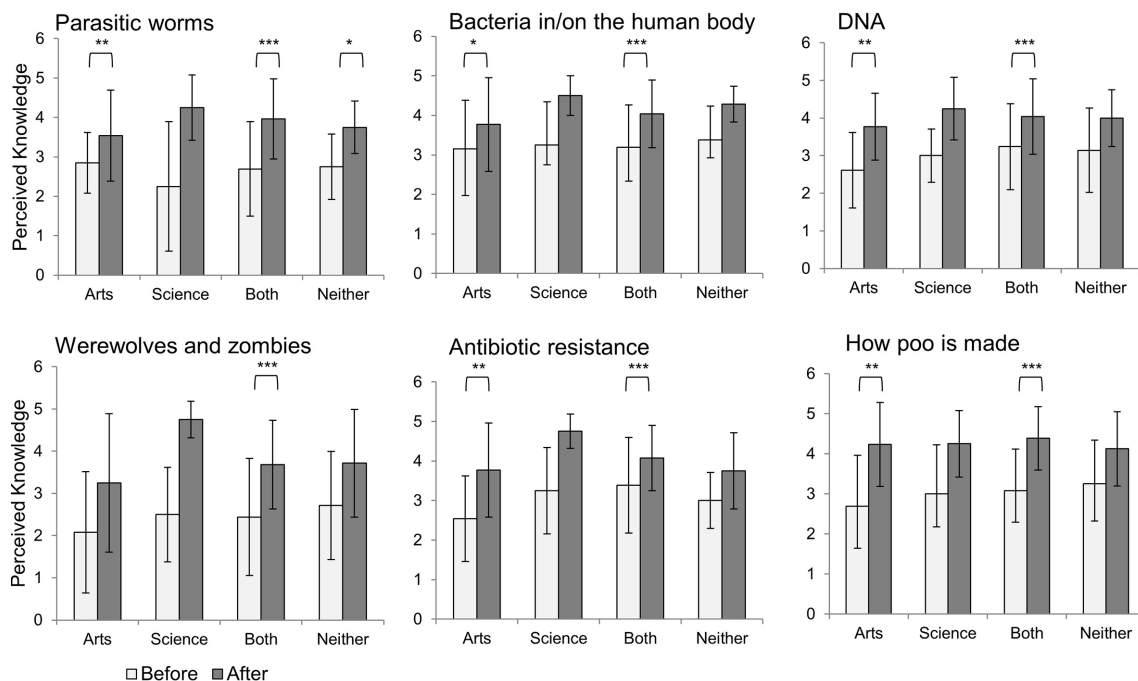 Parasitic worms
Bacteria in/on the human body
DNA
6
5
4
3
2
1
0
Perceived Knowledge
**
***
*
Arts
Science
Both
Neither
6
5
4
3
2
1
0
*
***
Arts
Science
Both
Neither
6
5
4
3
2
1
0
**
***
Arts
Science
Both
Neither
Werewolves and zombies
Antibiotic resistance
How poo is made
6
5
4
3
2
1
0
Perceived Knowledge
***
Arts
Science
Both
Neither
6
5
4
3
2
1
0
**
***
Arts
Science
Both
Neither
6
5
4
3
2
1
0
**
***
Arts
Science
Both
Neither
Before
After